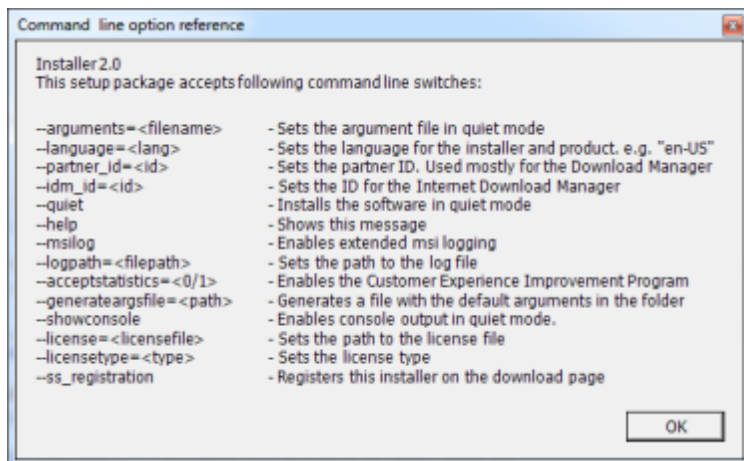 Command line option reference
Installer 2.0
This setup package accepts following command line switches:
--arguments=<filename> - Sets the argument file in quiet mode
--language=<lang> - Sets the language for the installer and product. e.g. "en-US"
--partner_id=<id> - Sets the partner ID. Used mostly for the Download Manager
--idm_id=<id> - Sets the ID for the Internet Download Manager
--quiet - Installs the software in quiet mode
--help - Shows this message
--msilog - Enables extended msi logging
--logpath=<filepath> - Sets the path to the log file
--acceptstatistics=<0/1> - Enables the Customer Experience Improvement Program
--generateargsfile=<path> - Generates a file with the default arguments in the folder
--showconsole - Enables console output in quiet mode.
--license=<licensefile> - Sets the path to the license file
--licensetype=<type> - Sets the license type
--ss_registration - Registers this installer on the download page
OK